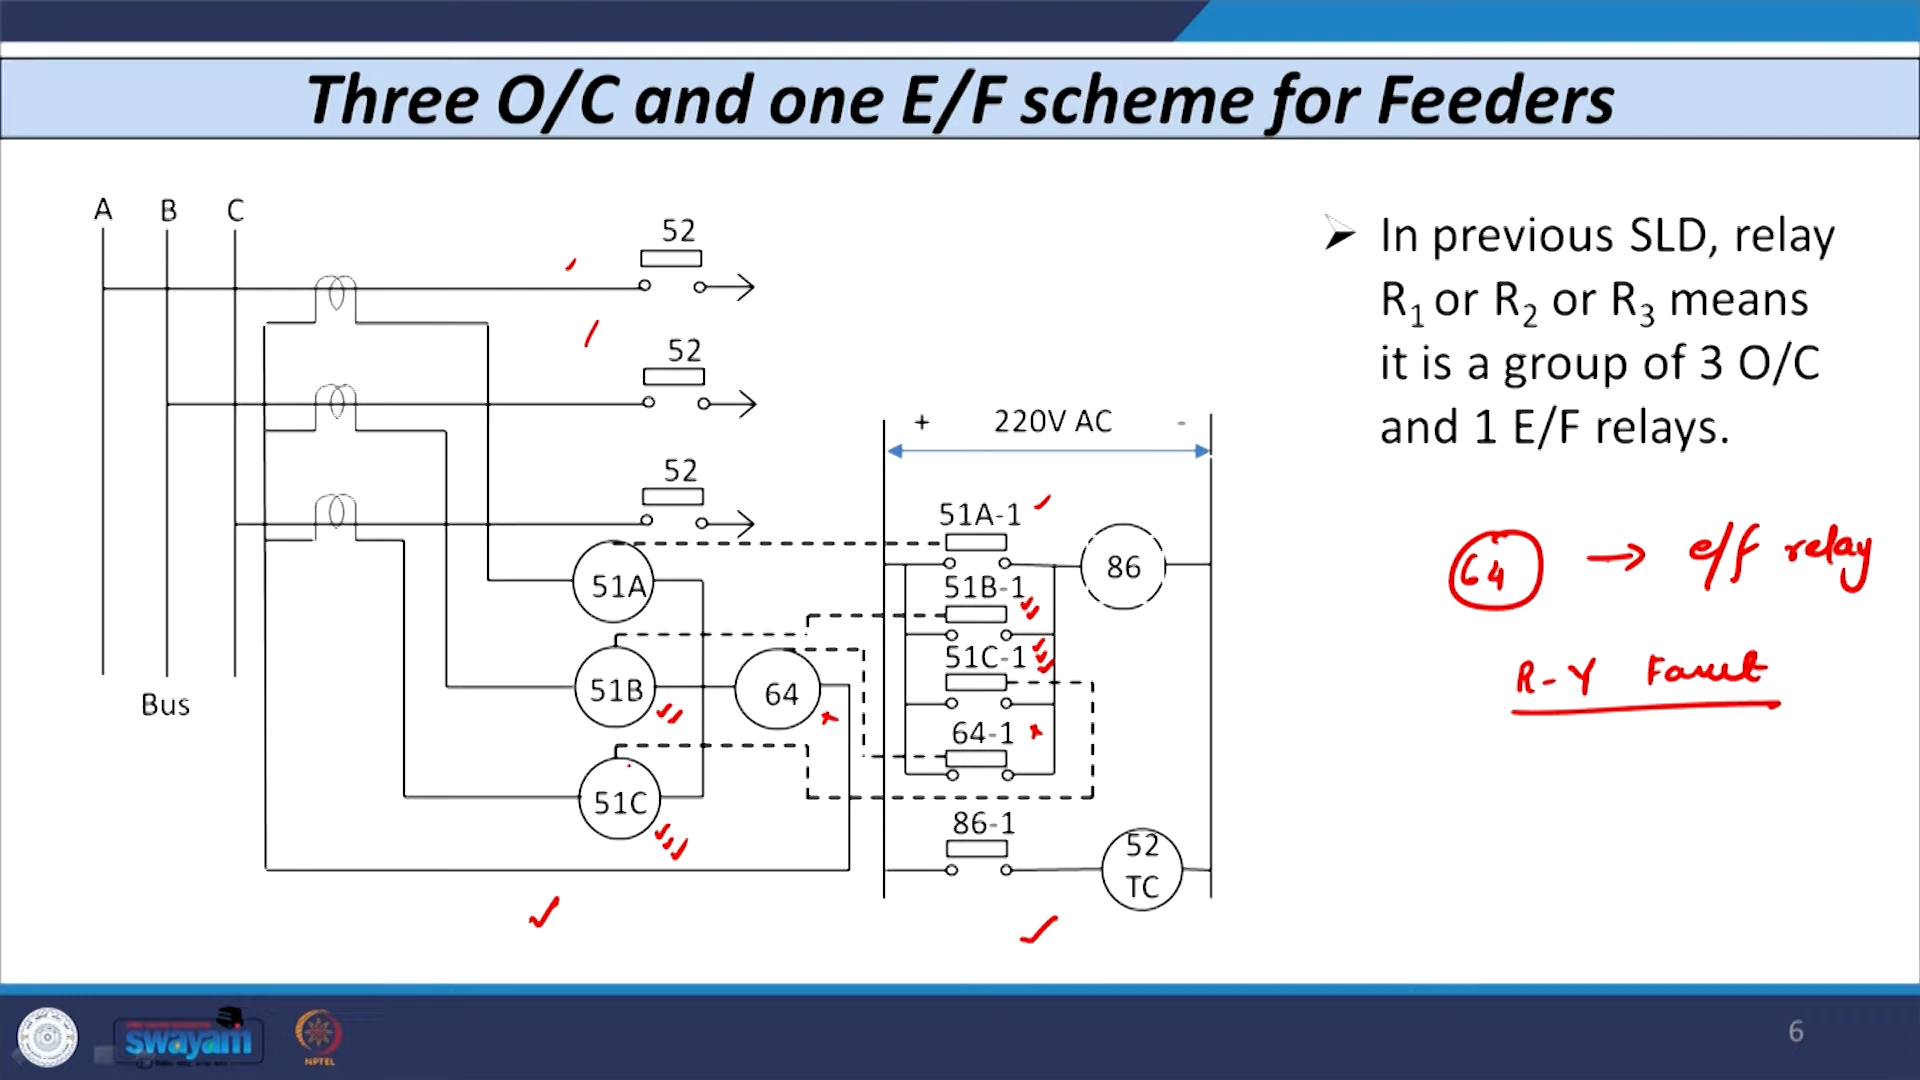 Three O/C and one E/F scheme for Feeders
A B C
52
52
52
Bus
51A
51B
51C
64
+ 220V AC -
51A-1
51B-1
51C-1
64-1
86
86-1
52
TC
In previous SLD, relay
R1 or R2 or R3 means
it is a group of 3 O/C
and 1 E/F relays.
64 → e/f relay
R-Y Fault
swayam
NPTEL
6